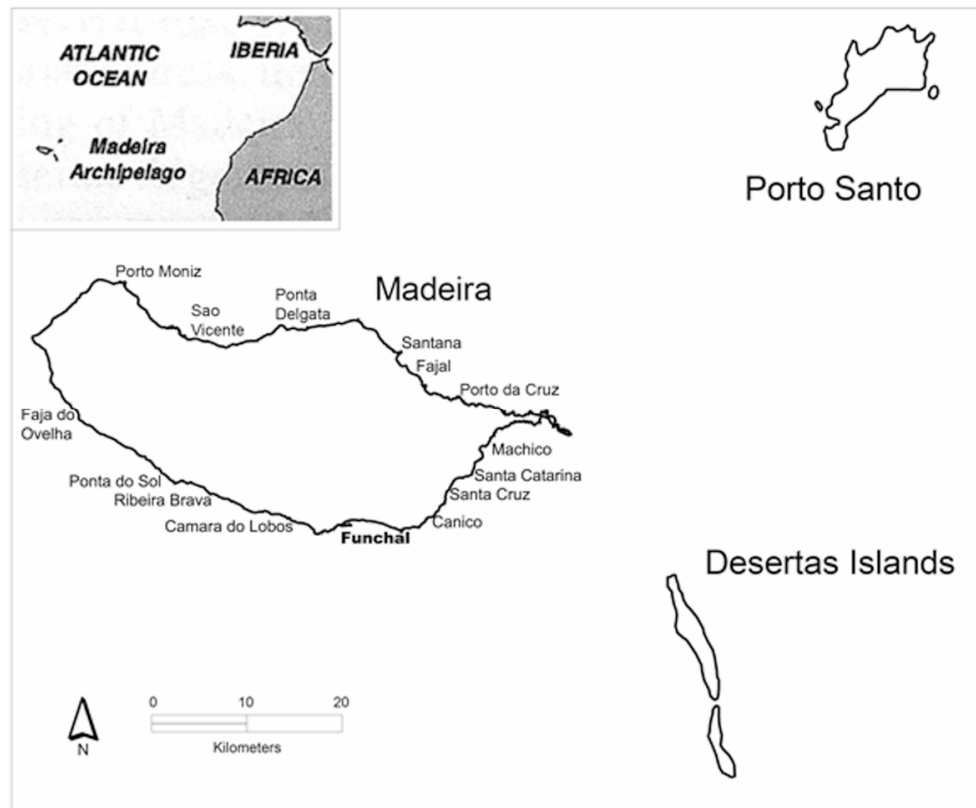 ATLANTIC
OCEAN
IBERIA
Madeira
Archipelago
AFRICA
Porto Santo
Porto Moniz
Madeira
Ponta
Delgata
Sao
Vicente
Santana
Fajal
Porto da Cruz
Faja do
Ovelha
Machico
Santa Catarina
Ponta do Sol
Santa Cruz
Ribeira Brava
Canico
Camara do Lobos
Funchal
Desertas Islands
0 10 20
Kilometers
N